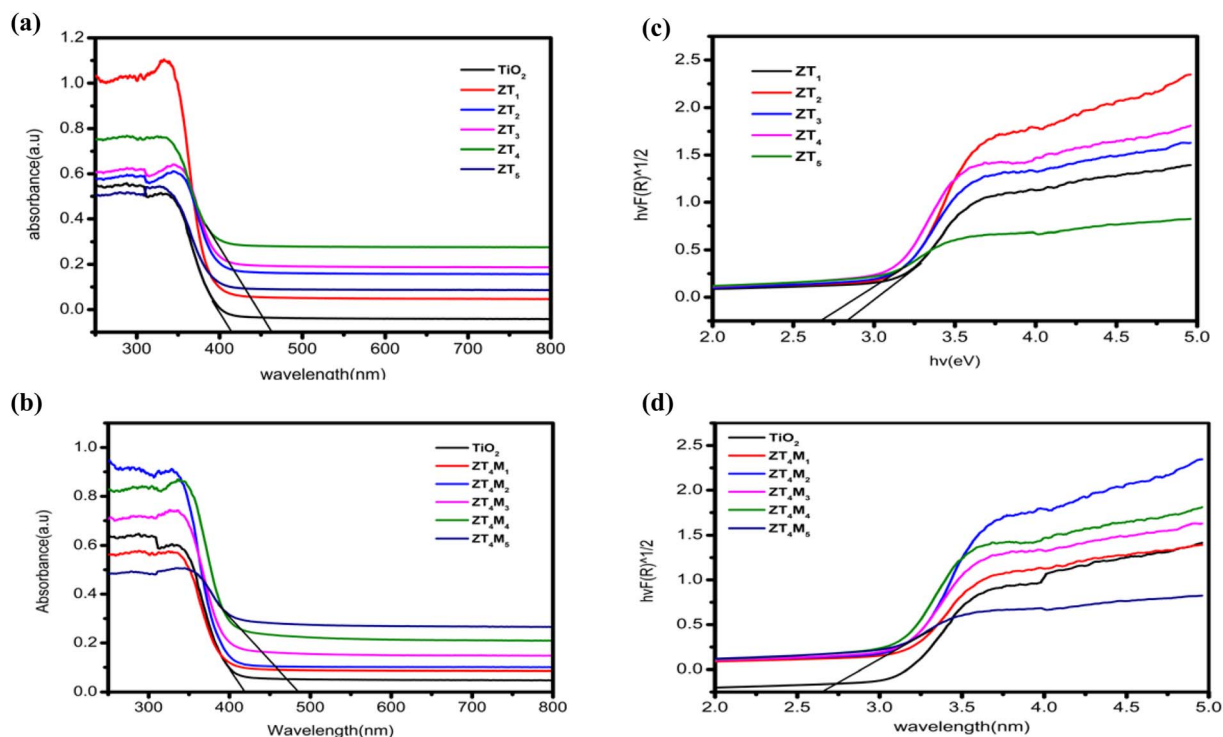 (a)
1.2
1.0
0.8
0.6
0.4
0.2
0.0
absorbance(a.u)
TiO₂
ZT₁
ZT₂
ZT₃
ZT₄
ZT₅
300 400 500 600 700 800
wavelength(nm)
(c)
2.5
2.0
1.5
1.0
0.5
0.0
hvF(R)^1/2
ZT₁
ZT₂
ZT₃
ZT₄
ZT₅
2.0 2.5 3.0 3.5 4.0 4.5 5.0
hv(eV)
(b)
1.0
0.8
0.6
0.4
0.2
0.0
Absorbance(a.u)
TiO₂
ZT₄M₁
ZT₄M₂
ZT₄M₃
ZT₄M₄
ZT₄M₅
300 400 500 600 700 800
Wavelength(nm)
(d)
2.5
2.0
1.5
1.0
0.5
0.0
hvF(R)^1/2
TiO₂
ZT₄M₁
ZT₄M₂
ZT₄M₃
ZT₄M₄
ZT₄M₅
2.0 2.5 3.0 3.5 4.0 4.5 5.0
wavelength(nm)